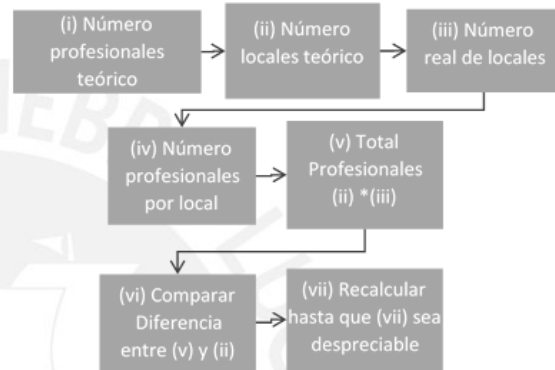 (i) Número
profesionales
teórico
(ii) Número
locales teórico
(iii) Número
real de locales
(iv) Número
profesionales
por local
(v) Total
Profesionales
(ii) *(iii)
(vi) Comparar
Diferencia
entre (v) y (ii)
(vii) Recalcular
hasta que (vii) sea
despreciable